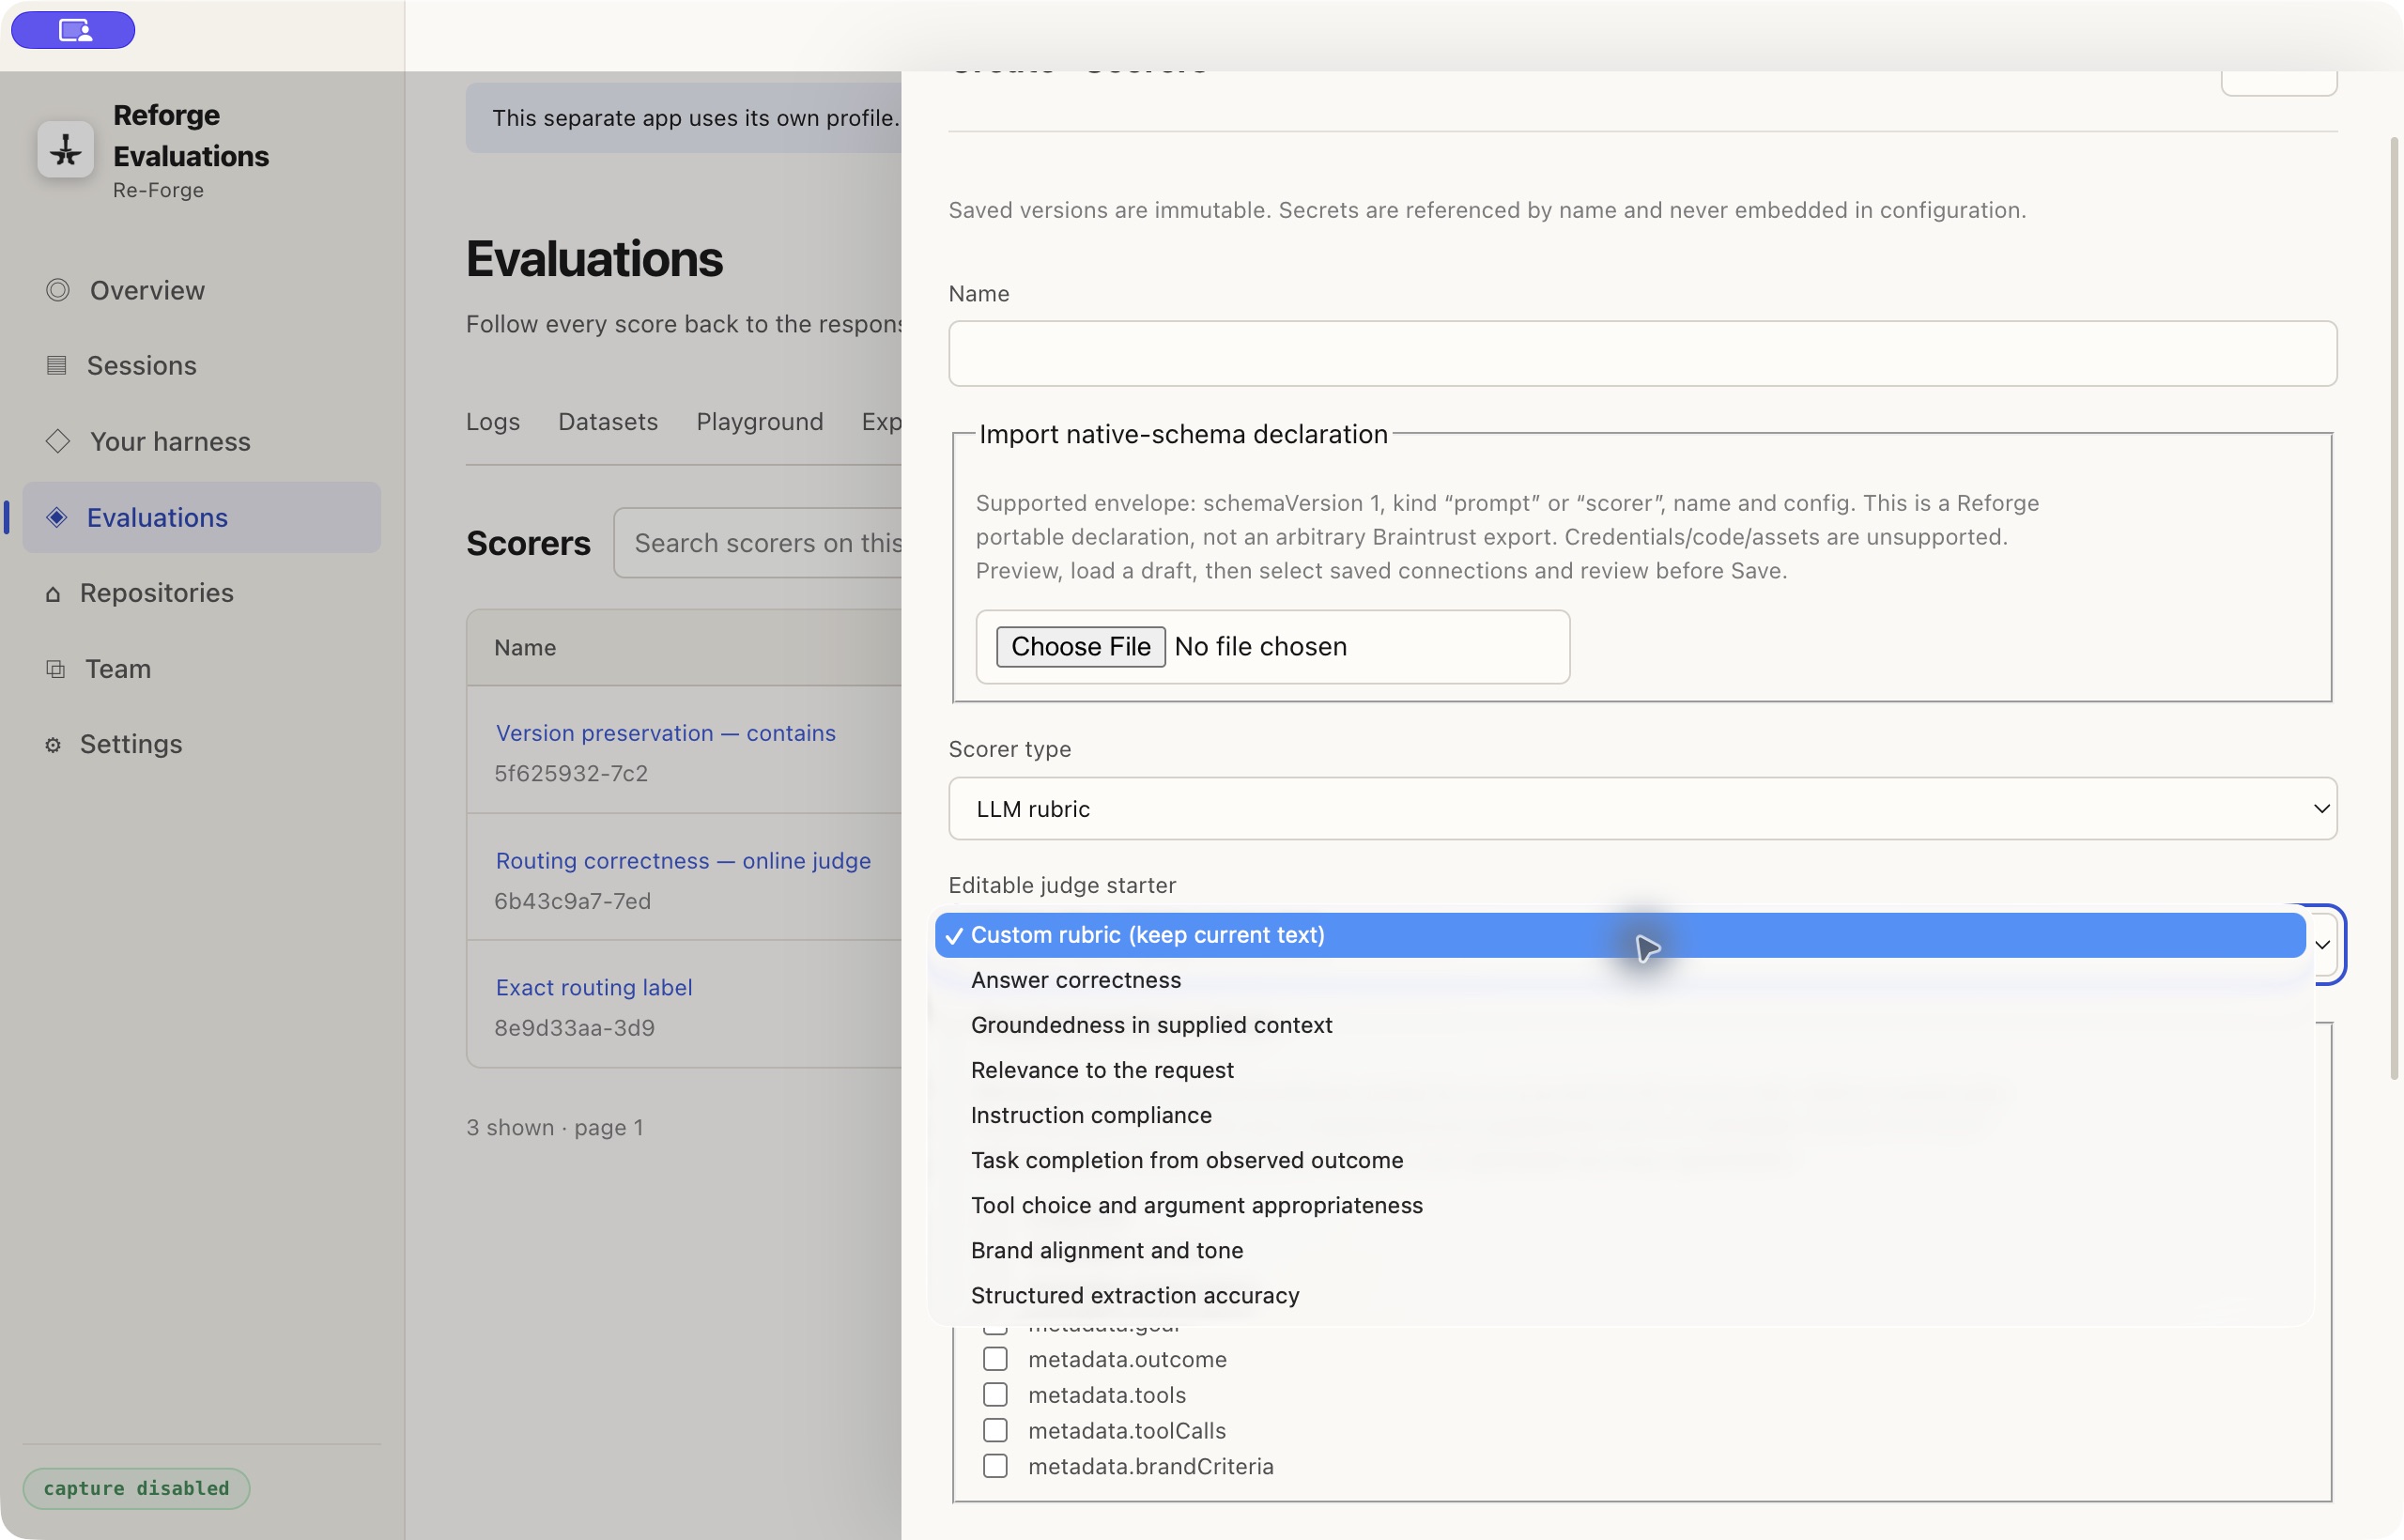 Reforge
Evaluations
Re-Forge
Overview
Sessions
Your harness
Evaluations
Repositories
Team
Settings
capture disabled
This separate app uses its own profile.
Evaluations
Follow every score back to the
Logs Datasets Playground
Scorers
Search scorers on this
Name
Version preservation — contains
5f625932-7c2
Routing correctness — online judge
6b43c9a7-7ed
Exact routing label
8e9d33aa-3d9
3 shown · page 1
Saved versions are immutable. Secrets are referenced by name and never embedded in configuration.
Name
Import native-schema declaration
Supported envelope: schemaVersion 1, kind “prompt” or “scorer”, name and config. This is a Reforge
portable declaration, not an arbitrary Braintrust export. Credentials/code/assets are unsupported.
Preview, load a draft, then select saved connections and review before Save.
Choose File No file chosen
Scorer type
LLM rubric
Editable judge starter
✓ Custom rubric (keep current text)
Answer correctness
Groundedness in supplied context
Relevance to the request
Instruction compliance
Task completion from observed outcome
Tool choice and argument appropriateness
Brand alignment and tone
Structured extraction accuracy
metadata.outcome
metadata.tools
metadata.toolCalls
metadata.brandCriteria